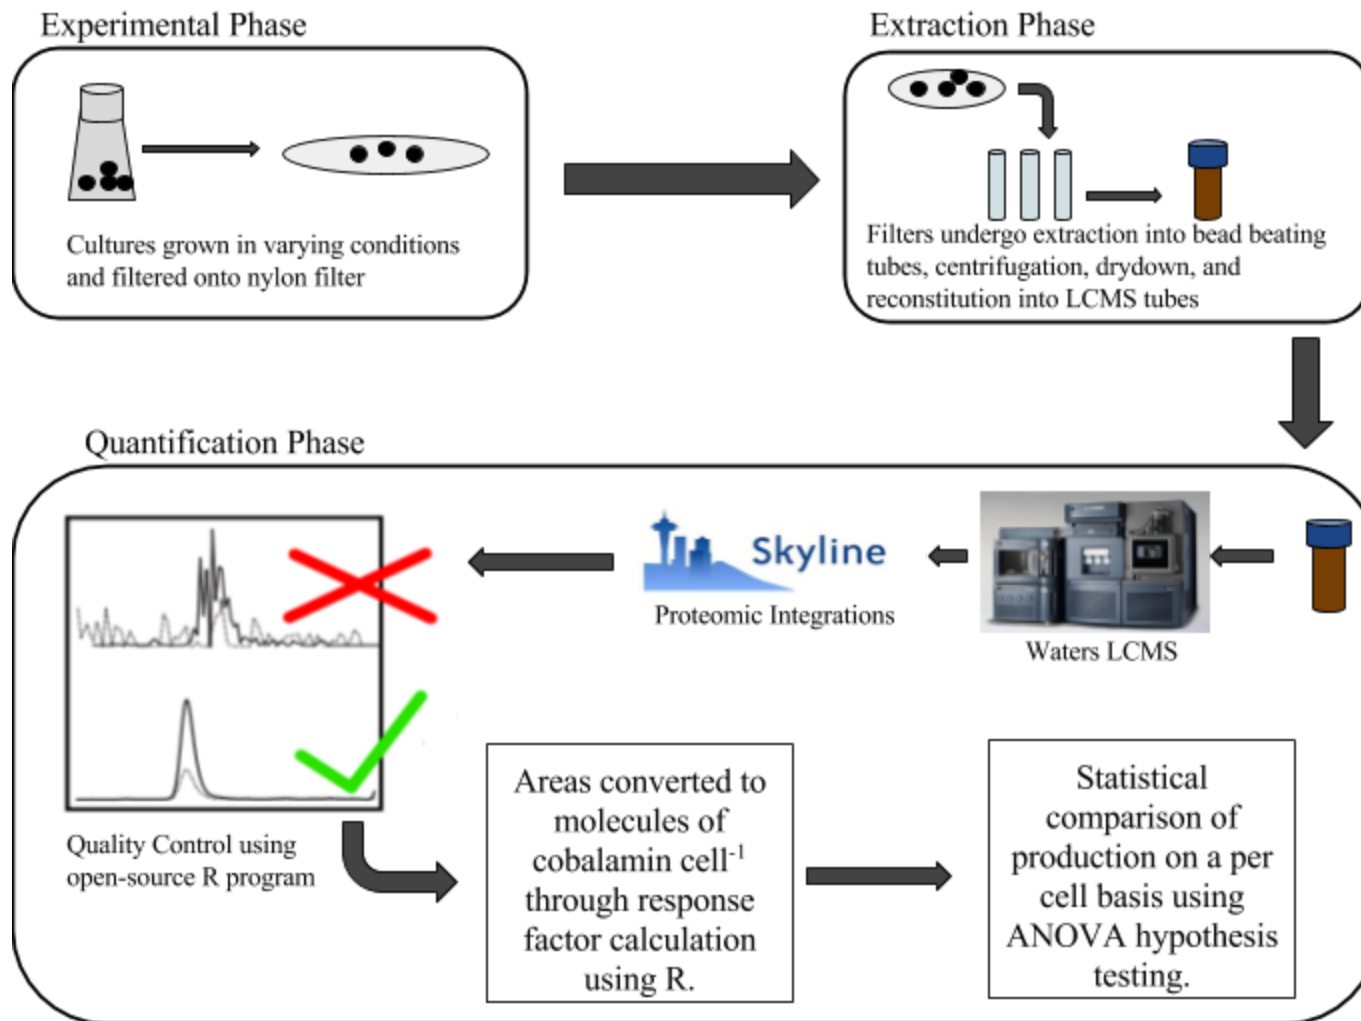 Experimental Phase
Cultures grown in varying conditions
and filtered onto nylon filter
Extraction Phase
Filters undergo extraction into bead beating
tubes, centrifugation, drydown, and
reconstitution into LCMS tubes
Quantification Phase
Waters LCMS
Skyline
Proteomic Integrations
Quality Control using
open-source R program
Areas converted to
molecules of
cobalamin cell⁻¹
through response
factor calculation
using R.
Statistical
comparison of
production on a per
cell basis using
ANOVA hypothesis
testing.